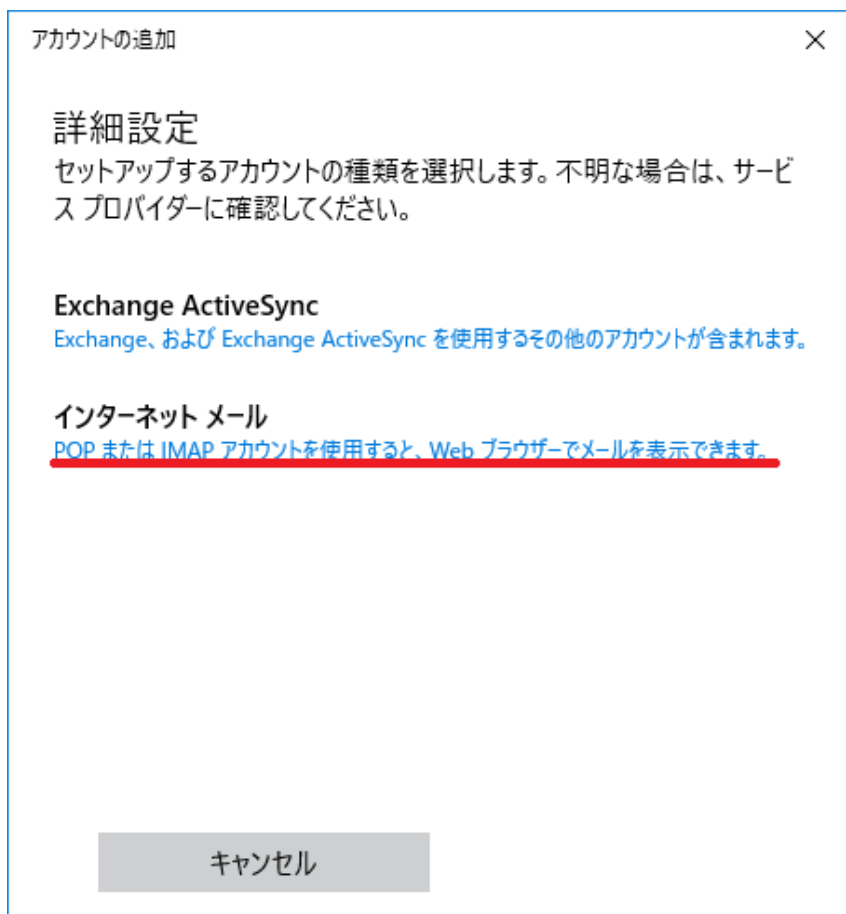 アカウントの追加
詳細設定
セットアップするアカウントの種類を選択します。不明な場合は、サービ
ス プロバイダーに確認してください。
Exchange ActiveSync
Exchange、および Exchange ActiveSync を使用するその他のアカウントが含まれます。
インターネット メール
POP または IMAP アカウントを使用すると、Web ブラウザーでメールを表示できます。
キャンセル